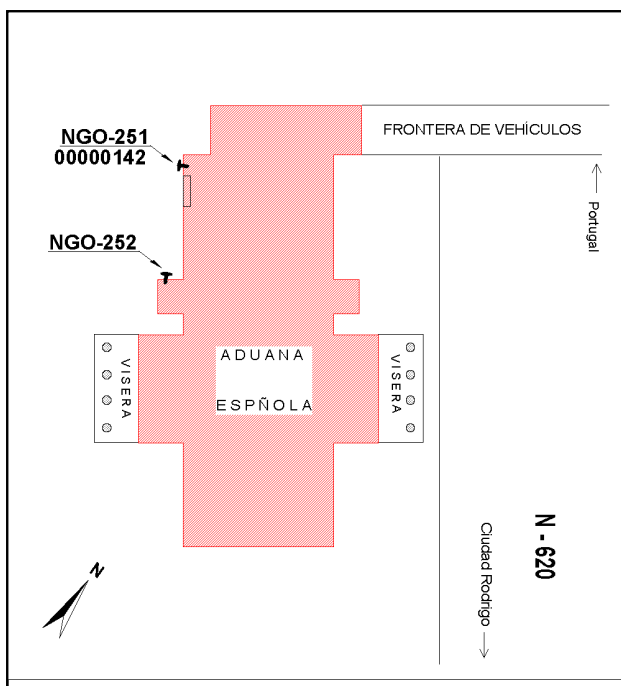 NGO-251
00000142
FRONTERA DE VEHÍCULOS
Portugal
NGO-252
VISERA
ADUANA
ESPÑOLA
VISERA
N - 620
Ciudad Rodrigo
N